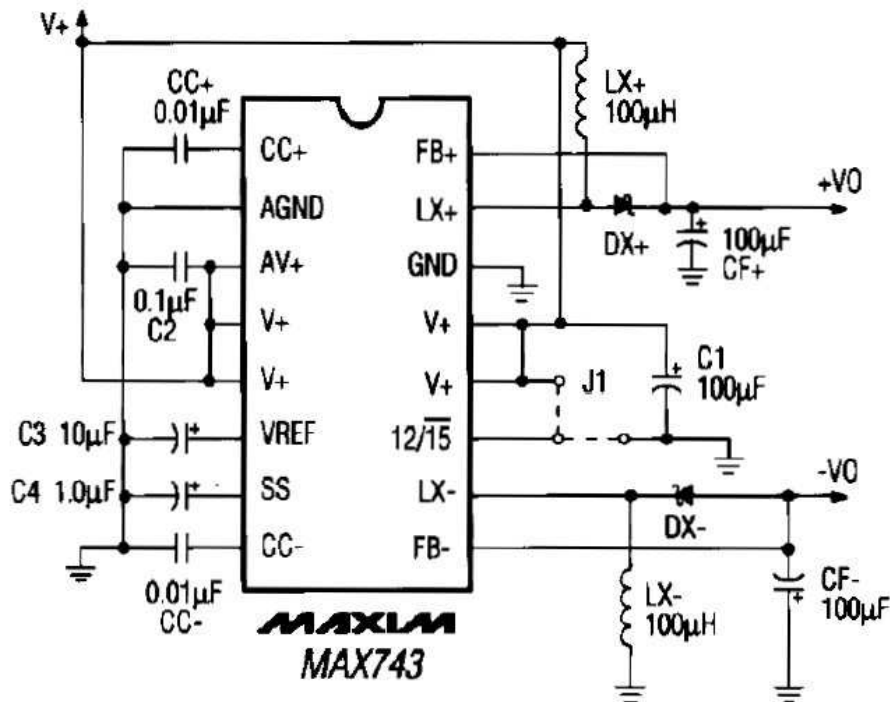 V+
CC+
0.01µF
LX+
100µH
CC+
FB+
AGND
LX+
+VO
DX+
100µF
CF+
AV+
GND
0.1µF
C2
V+
V+
C1
100µF
V+
V+
J1
C3 10µF
VREF
12/15
C4 1.0µF
SS
LX-
-VO
DX-
CC-
FB-
0.01µF
CC-
CF-
100µF
LX-
100µH
MAXIM
MAX743